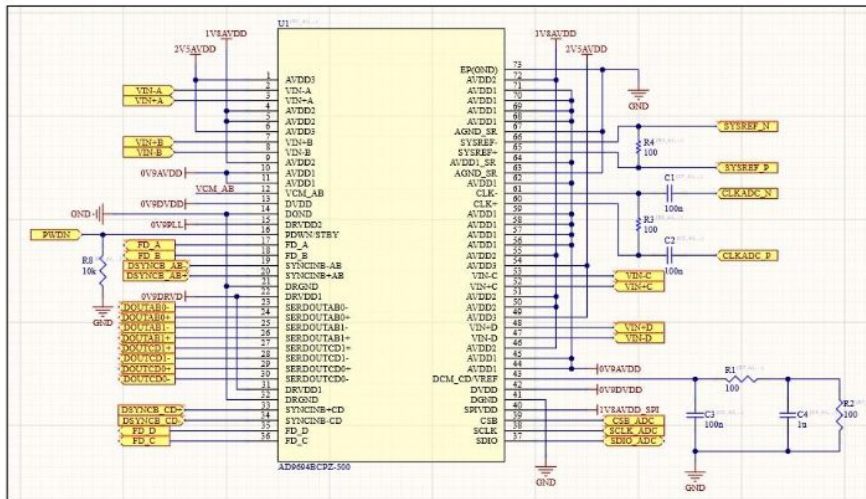 U1
1V8AVDD
2V5AVDD
1 AVDD3
VIN-A 2 VIN-A
VIN+A 3 VIN+A
4 AVDD2
5 AVDD2
6 AVDD3
VIN+B 7 VIN+B
VIN-B 8 VIN-B
9 AVDD2
0V9AVDD 10 AVDD1
11 AVDD1
VCM_AB 12 VCM_AB
0V9DVDD 13 DVDD
GND 14 DGND
0V9PLL 15 DRVDD2
PWDN 16 PDWN/STBY
FD_A 17 FD_A
FD_B 18 FD_B
DSYNCB_AB- 19 SYNCINB-AB
DSYNCB_AB+ 20 SYNCINB+AB
R8
10k
GND
21 DRGND
0V9DRVD 22 DRVDD1
DOUTAB0- 23 SERDOUTAB0-
DOUTAB0+ 24 SERDOUTAB0+
DOUTAB1- 25 SERDOUTAB1-
DOUTAB1+ 26 SERDOUTAB1+
DOUTCD1+ 27 SERDOUTCD1+
DOUTCD1- 28 SERDOUTCD1-
DOUTCD0+ 29 SERDOUTCD0+
DOUTCD0- 30 SERDOUTCD0-
31 DRVDD1
32 DRGND
DSYNCB_CD+ 33 SYNCINB+CD
DSYNCB_CD- 34 SYNCINB-CD
FD_D 35 FD_D
FD_C 36 FD_C
AD9694BCPZ-500
1V8AVDD
2V5AVDD
EP(GND) 73
AVDD2 72
AVDD1 71
AVDD1 70
AVDD1 69
AVDD1 68
GND
AGND_SR 67
SYSREF- 66 SYSREF_N
SYSREF+ 65
R4
100
AVDD1_SR 64
AGND_SR 63 SYSREF_P
AVDD1 62
CLK- 61 C1 100n CLKADC_N
CLK+ 60
AVDD1 59
R3
100
AVDD1 58
AVDD1 57
AVDD1 56
C2
100n
AVDD2 55 CLKADC_P
AVDD3 54
VIN-C 53 VIN-C
VIN+C 52 VIN+C
AVDD2 51
AVDD2 50
AVDD3 49
VIN+D 48 VIN+D
VIN-D 47 VIN-D
AVDD2 46
AVDD1 45
AVDD1 44 0V9AVDD
DCM_CD/VREF 43
R1
100
DVDD 42 0V9DVDD
DGND 41
SPIVDD 40 1V8AVDD_SPI
CSB 39 CSB_ADC
SCLK 38 SCLK_ADC
SDIO 37 SDIO_ADC
C3
100n
C4
1u
R2
100
GND
GND